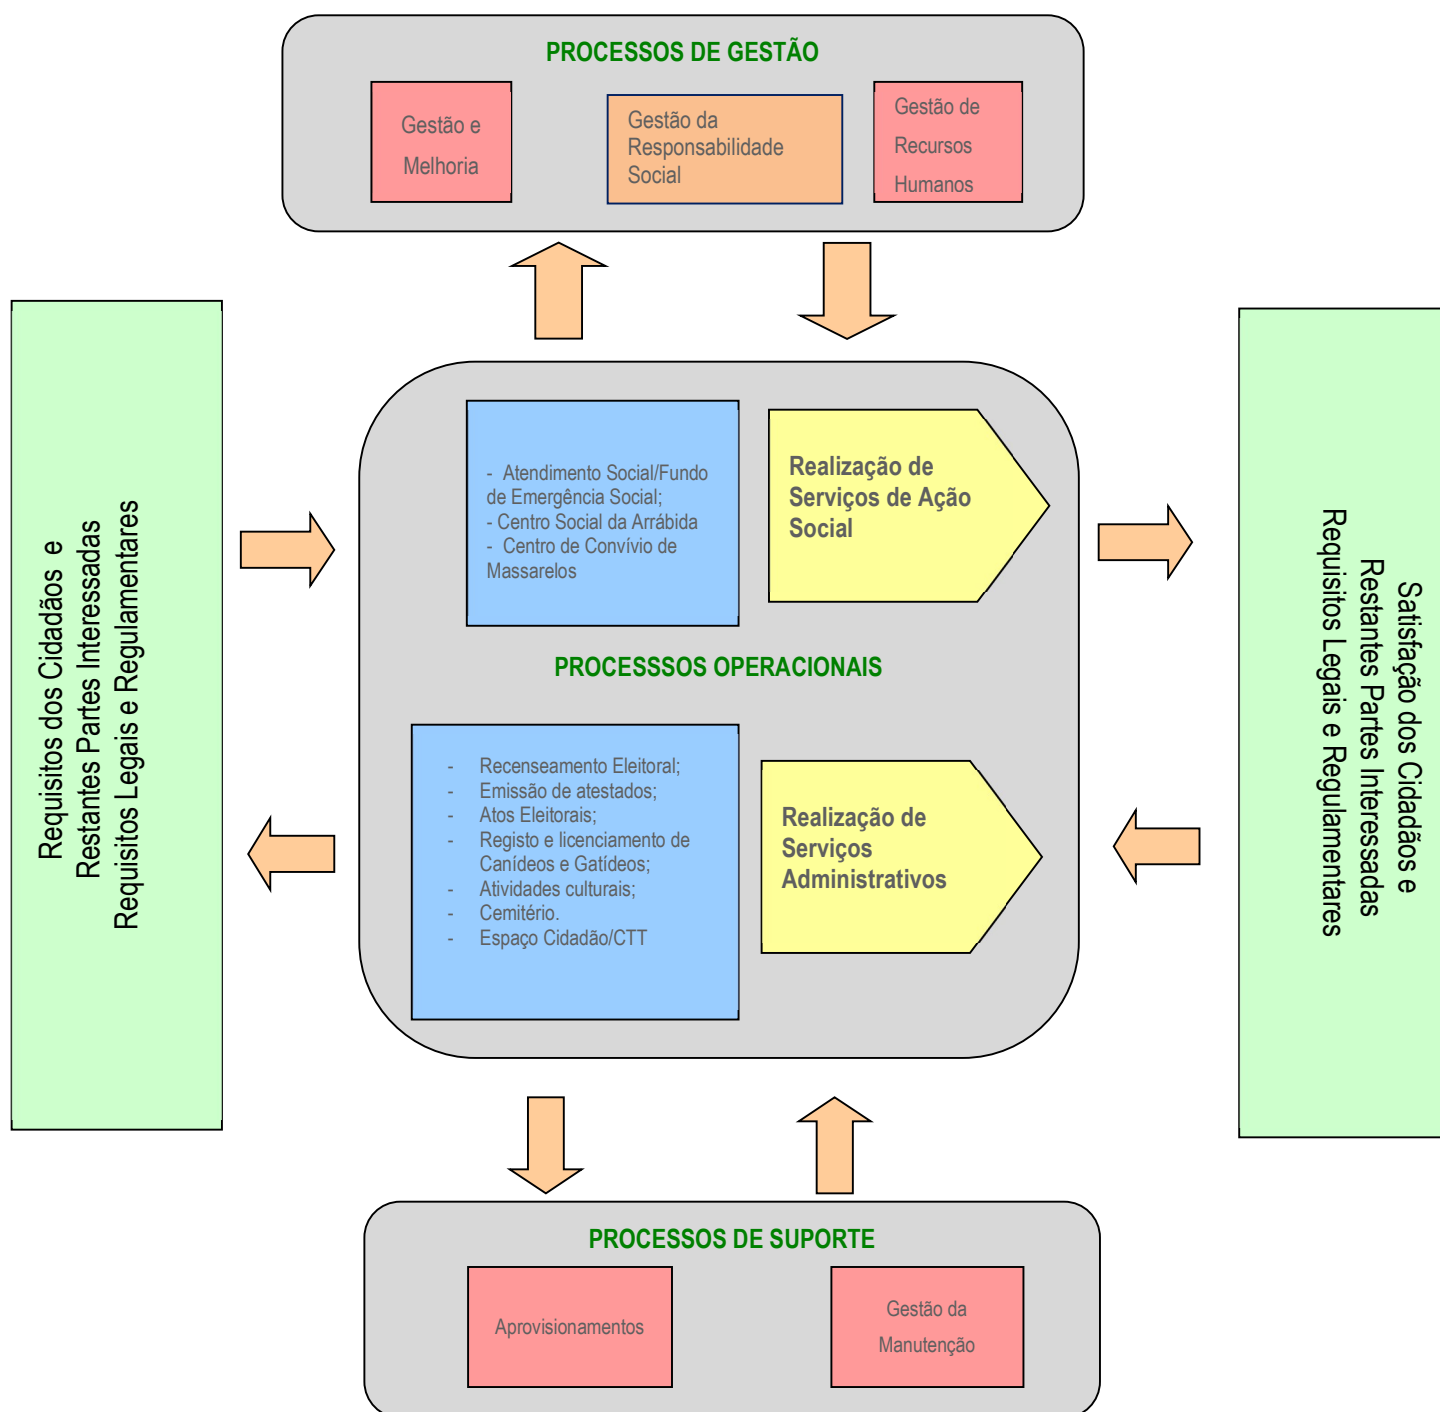 PROCESSOS DE GESTÃO
Gestão e
Melhoria
Gestão da
Responsabilidade
Social
Gestão de
Recursos
Humanos
Requisitos dos Cidadãos e
Restantes Partes Interessadas
Requisitos Legais e Regulamentares
- Atendimento Social/Fundo
de Emergência Social;
- Centro Social da Arrábida
- Centro de Convívio de
Massarelos
Realização de
Serviços de Ação
Social
PROCESSSOS OPERACIONAIS
- Recenseamento Eleitoral;
- Emissão de atestados;
- Atos Eleitorais;
- Registo e licenciamento de
Canídeos e Gatídeos;
- Atividades culturais;
- Cemitério.
- Espaço Cidadão/CTT
Realização de
Serviços
Administrativos
Satisfação dos Cidadãos e
Restantes Partes Interessadas
Requisitos Legais e Regulamentares
PROCESSOS DE SUPORTE
Aprovisionamentos
Gestão da
Manutenção